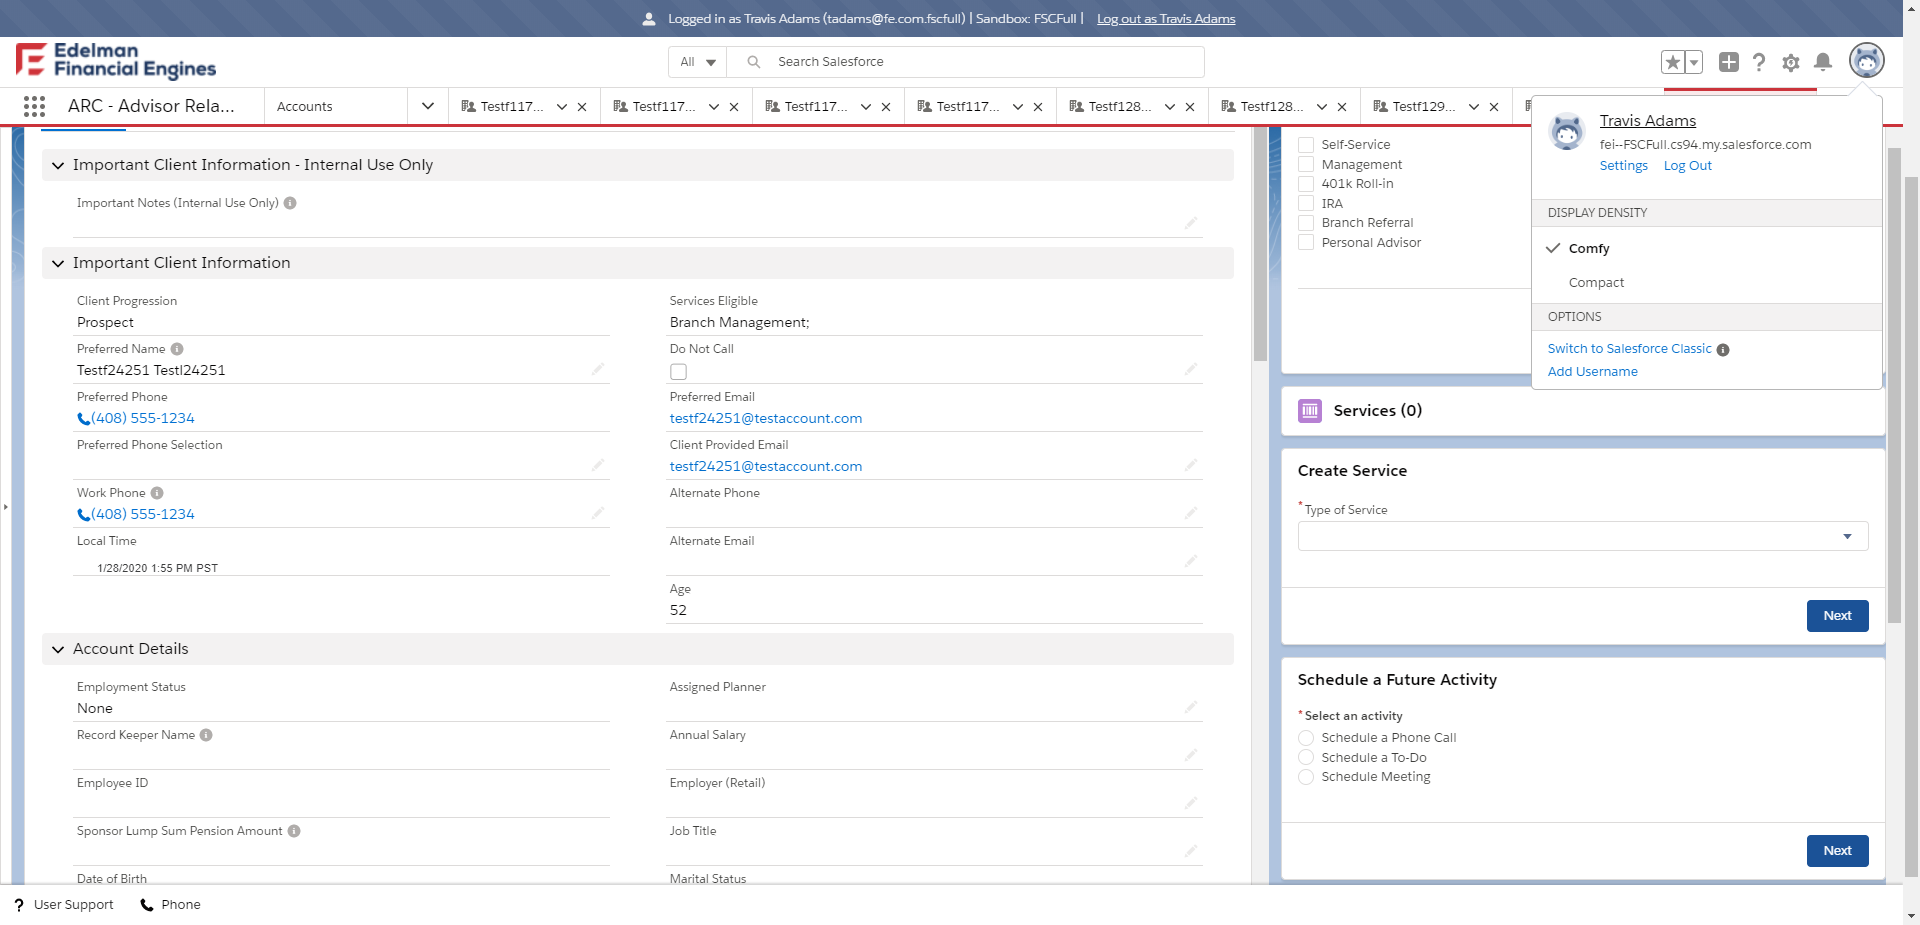 Logged in as Travis Adams (tadams@fe.com.fscfull) | Sandbox: FSCFull | Log out as Travis Adams
Edelman
Financial Engines
All
Search Salesforce
ARC - Advisor Rela...
Accounts
Testf117...
Testf117...
Testf117...
Testf117...
Testf128...
Testf128...
Testf129...
Important Client Information - Internal Use Only
Important Notes (Internal Use Only)
Important Client Information
Client Progression
Prospect
Services Eligible
Branch Management;
Preferred Name
Testf24251 Testl24251
Do Not Call
Preferred Phone
(408) 555-1234
Preferred Email
testf24251@testaccount.com
Preferred Phone Selection
Client Provided Email
testf24251@testaccount.com
Work Phone
(408) 555-1234
Alternate Phone
Local Time
1/28/2020 1:55 PM PST
Alternate Email
Age
52
Account Details
Employment Status
None
Assigned Planner
Record Keeper Name
Annual Salary
Employee ID
Employer (Retail)
Sponsor Lump Sum Pension Amount
Job Title
Date of Birth
Marital Status
Self-Service
Management
401k Roll-in
IRA
Branch Referral
Personal Advisor
Travis Adams
fei--FSCFull.cs94.my.salesforce.com
Settings
Log Out
DISPLAY DENSITY
Comfy
Compact
OPTIONS
Switch to Salesforce Classic
Add Username
Services (0)
Create Service
*Type of Service
Next
Schedule a Future Activity
*Select an activity
Schedule a Phone Call
Schedule a To-Do
Schedule Meeting
Next
User Support
Phone